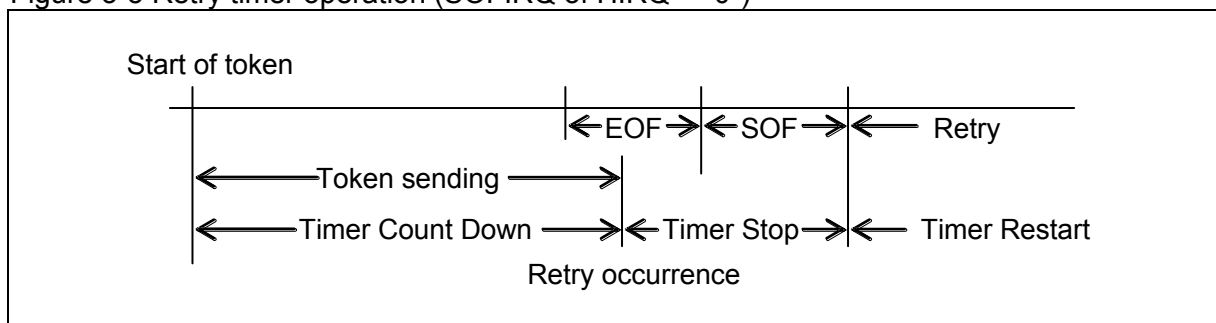 Start of token
EOF SOF Retry
Token sending
Timer Count Down Timer Stop Timer Restart
Retry occurrence